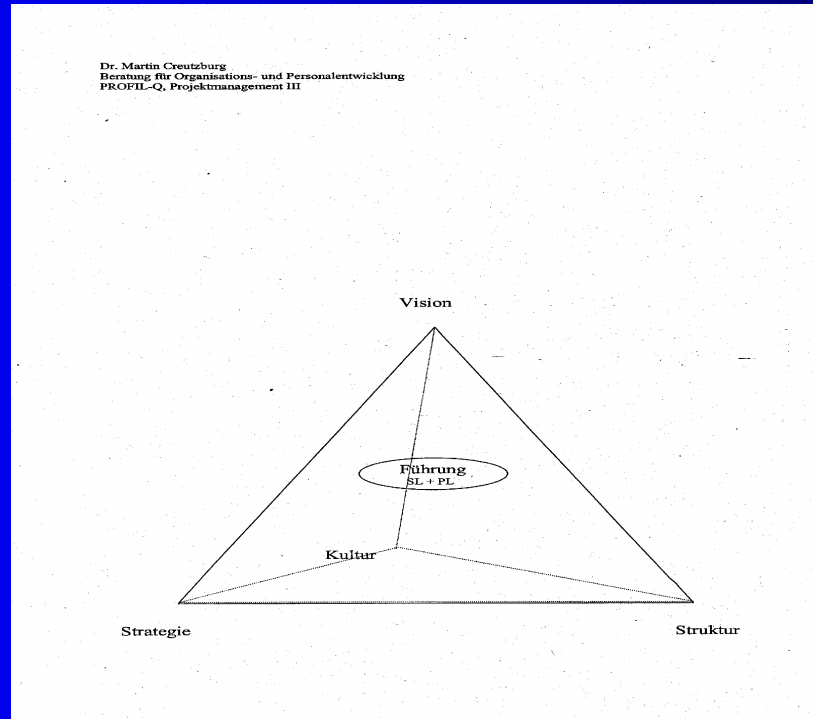 Dr. Martin Creutzburg
Beratung für Organisations- und Personalentwicklung
PROFIL-Q, Projektmanagement III
Vision
Führung
SL + PL
Kultur
Strategie
Struktur